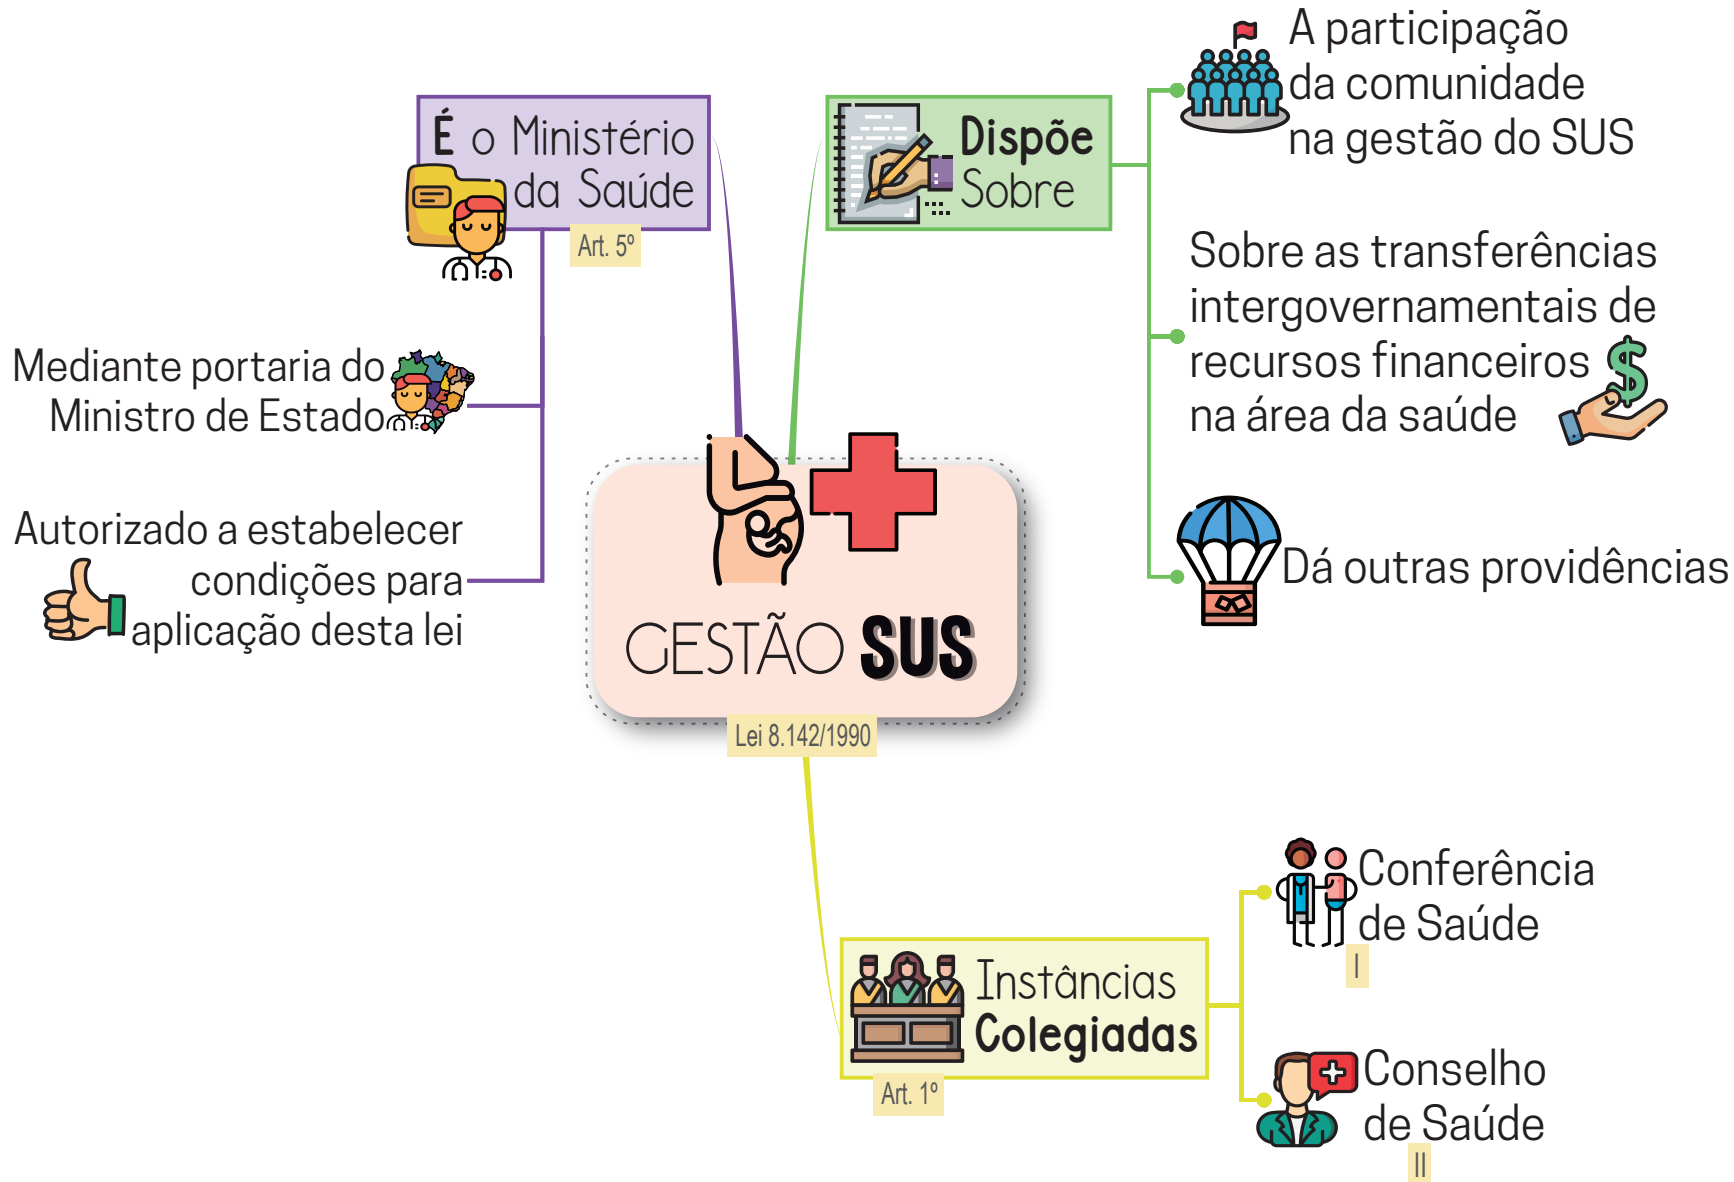 É o Ministério
da Saúde
Art. 5º
Mediante portaria do
Ministro de Estado
Autorizado a estabelecer
condições para
aplicação desta lei
Dispõe
Sobre
A participação
da comunidade
na gestão do SUS
Sobre as transferências
intergovernamentais de
recursos financeiros
na área da saúde
Dá outras providências
GESTÃO SUS
Lei 8.142/1990
Instâncias
Colegiadas
Art. 1º
Conferência
de Saúde
I
Conselho
de Saúde
II